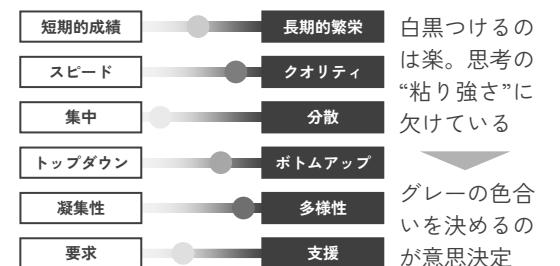 短期的成績 長期的繁栄
スピード クオリティ
集中 分散
トップダウン ボトムアップ
凝集性 多様性
要求 支援
白黒つけるの
は楽。思考の
“粘り強さ”に
欠けている
グレーの色合
いを決めるの
が意思決定